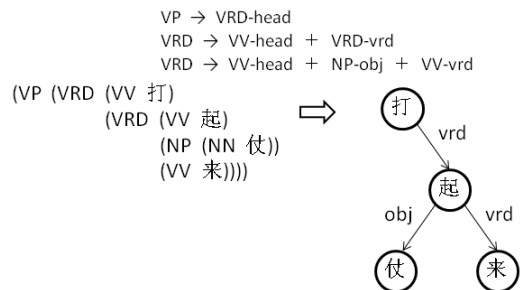 VP → VRD-head
VRD → VV-head + VRD-vrd
VRD → VV-head + NP-obj + VV-vrd
(VP (VRD (VV 打)
(VRD (VV 起)
(NP (NN 仗))
(VV 来))))
打
vrd
起
obj vrd
仗 来